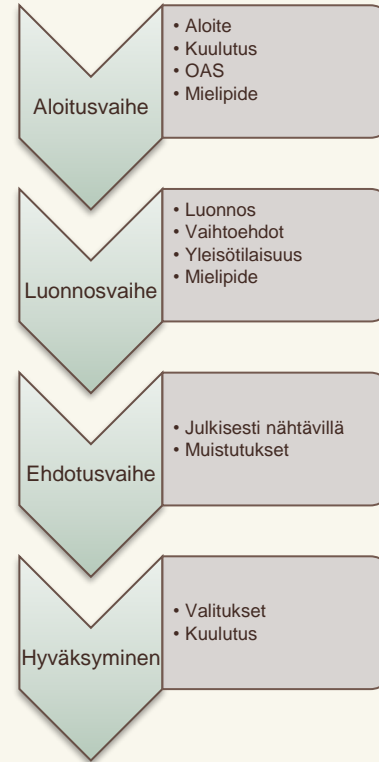 Aloitusvaihe
• Aloite
• Kuulutus
• OAS
• Mielipide
Luonnosvaihe
• Luonnos
• Vaihtoehdot
• Yleisötilaisuus
• Mielipide
Ehdotusvaihe
• Julkisesti nähtävillä
• Muistutukset
Hyväksyminen
• Valitukset
• Kuulutus